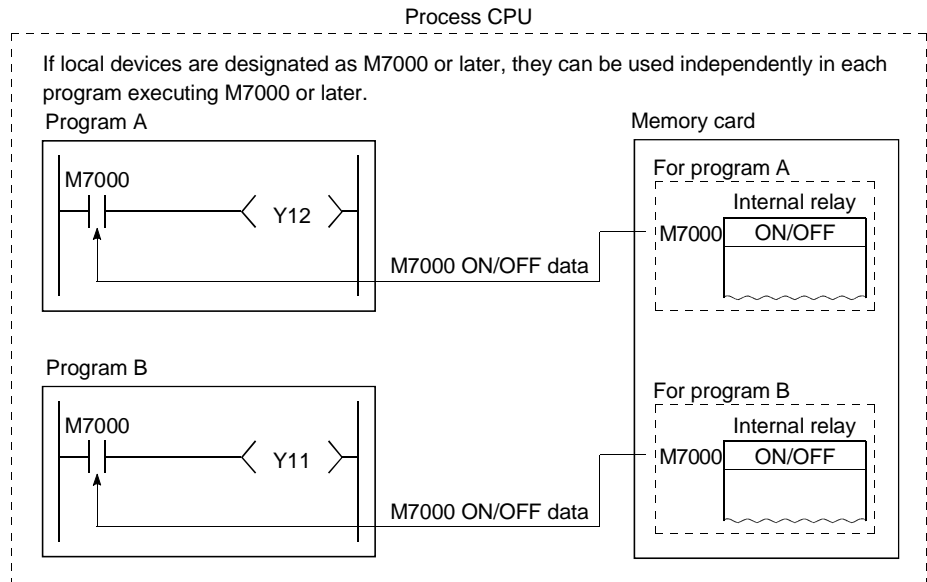 Process CPU
If local devices are designated as M7000 or later, they can be used independently in each
program executing M7000 or later.
Program A
M7000
Y12
M7000 ON/OFF data
Memory card
For program A
Internal relay
M7000
ON/OFF
Program B
M7000
Y11
M7000 ON/OFF data
For program B
Internal relay
M7000
ON/OFF